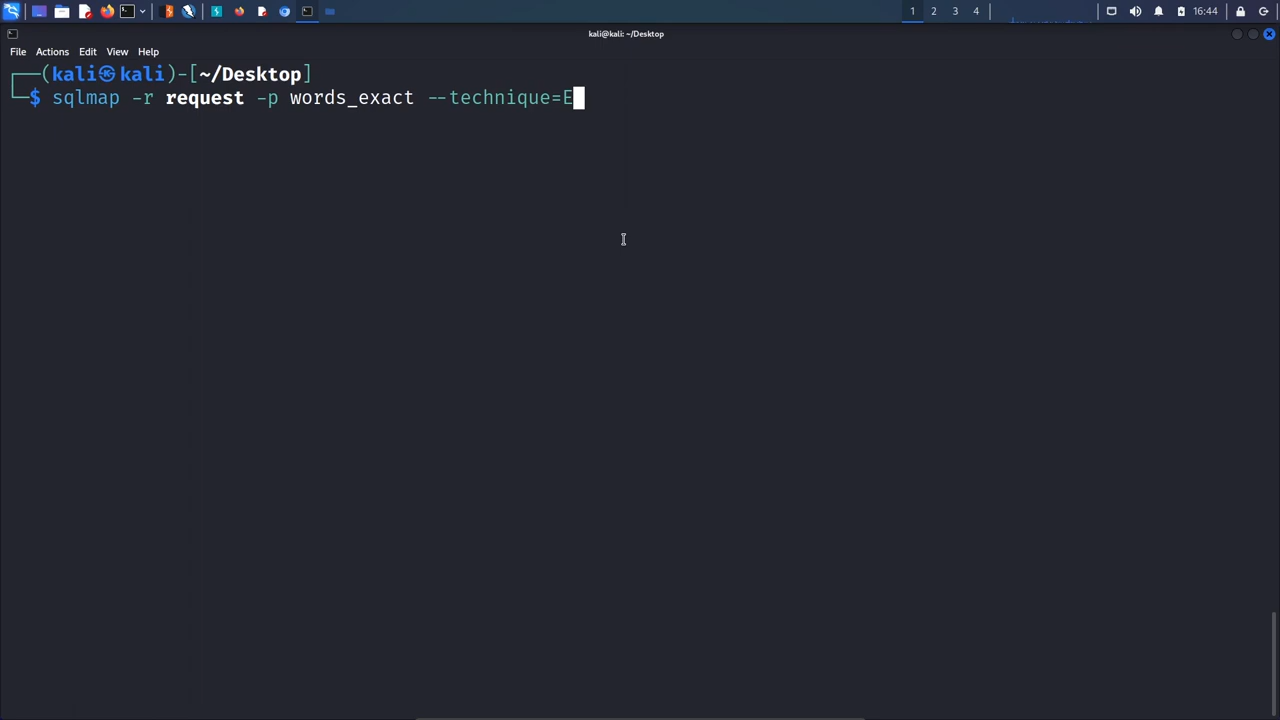 1 2 3 4 16:44
kali@kali: ~/Desktop
File Actions Edit View Help
┌──(kali㉿kali)-[~/Desktop]
└─$ sqlmap -r request -p words_exact --technique=E